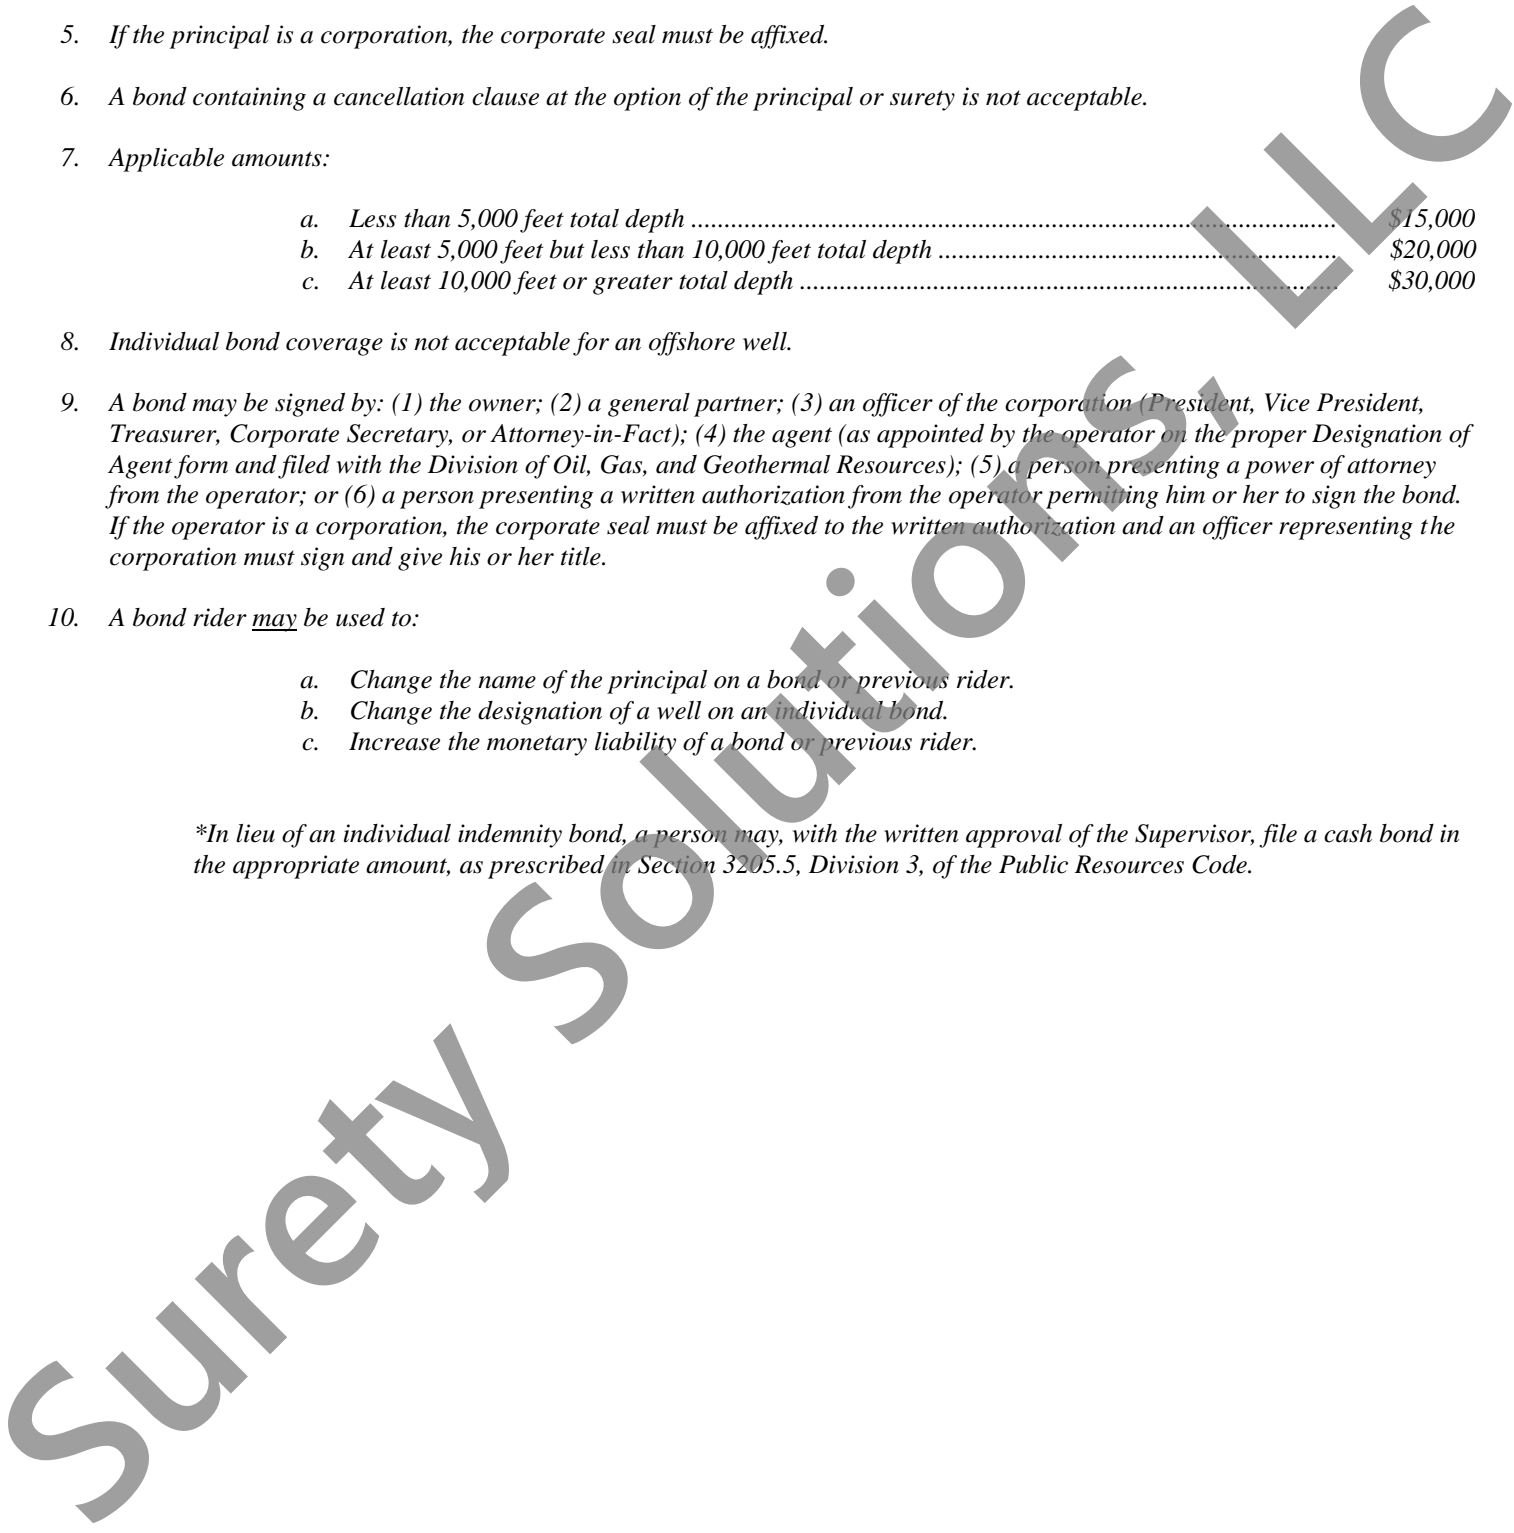 5. If the principal is a corporation, the corporate seal must be affixed.
6. A bond containing a cancellation clause at the option of the principal or surety is not acceptable.
7. Applicable amounts:
a. Less than 5,000 feet total depth .................................................................................................. $15,000
b. At least 5,000 feet but less than 10,000 feet total depth ............................................................. $20,000
c. At least 10,000 feet or greater total depth .................................................................................. $30,000
8. Individual bond coverage is not acceptable for an offshore well.
9. A bond may be signed by: (1) the owner; (2) a general partner; (3) an officer of the corporation (President, Vice President,
Treasurer, Corporate Secretary, or Attorney-in-Fact); (4) the agent (as appointed by the operator on the proper Designation of
Agent form and filed with the Division of Oil, Gas, and Geothermal Resources); (5) a person presenting a power of attorney
from the operator; or (6) a person presenting a written authorization from the operator permitting him or her to sign the bond.
If the operator is a corporation, the corporate seal must be affixed to the written authorization and an officer representing the
corporation must sign and give his or her title.
10. A bond rider may be used to:
a. Change the name of the principal on a bond or previous rider.
b. Change the designation of a well on an individual bond.
c. Increase the monetary liability of a bond or previous rider.
*In lieu of an individual indemnity bond, a person may, with the written approval of the Supervisor, file a cash bond in
the appropriate amount, as prescribed in Section 3205.5, Division 3, of the Public Resources Code.
Surety Solutions, LLC